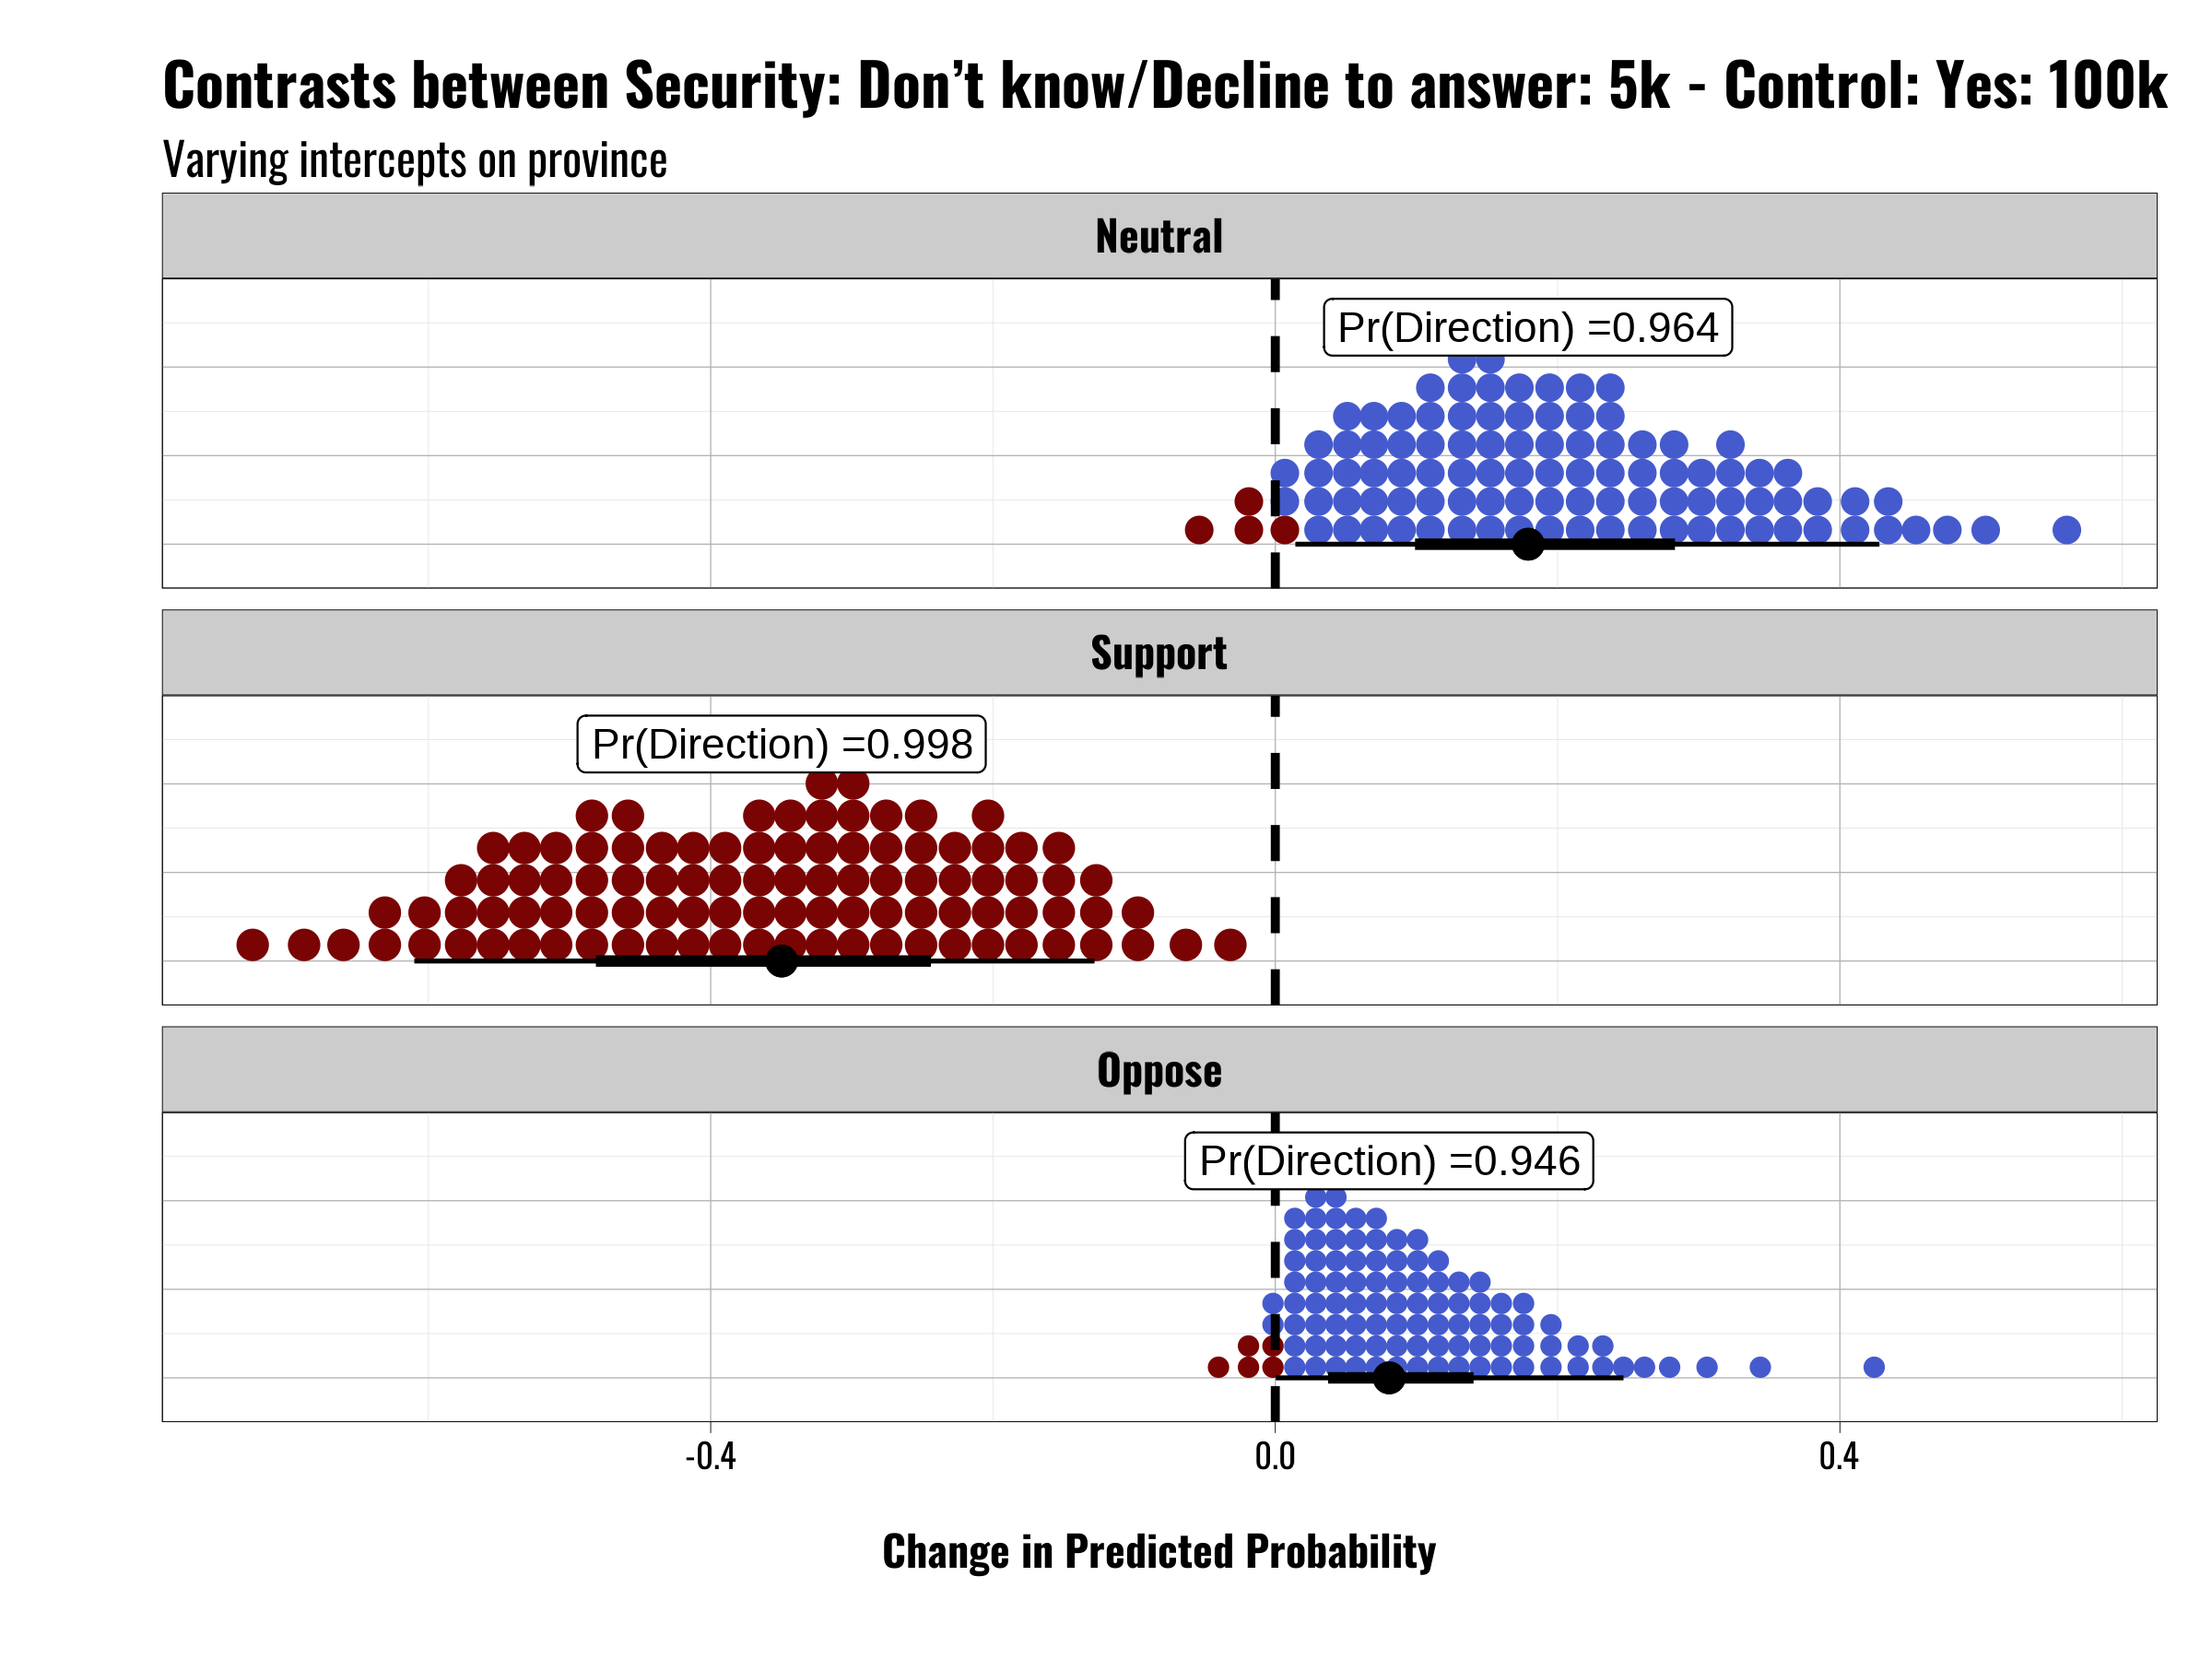 Contrasts between Security: Don’t know/Decline to answer: 5k - Control: Yes: 100k
Varying intercepts on province
Neutral
Pr(Direction) =0.964
Support
Pr(Direction) =0.998
Oppose
Pr(Direction) =0.946
-0.4 0.0 0.4
Change in Predicted Probability